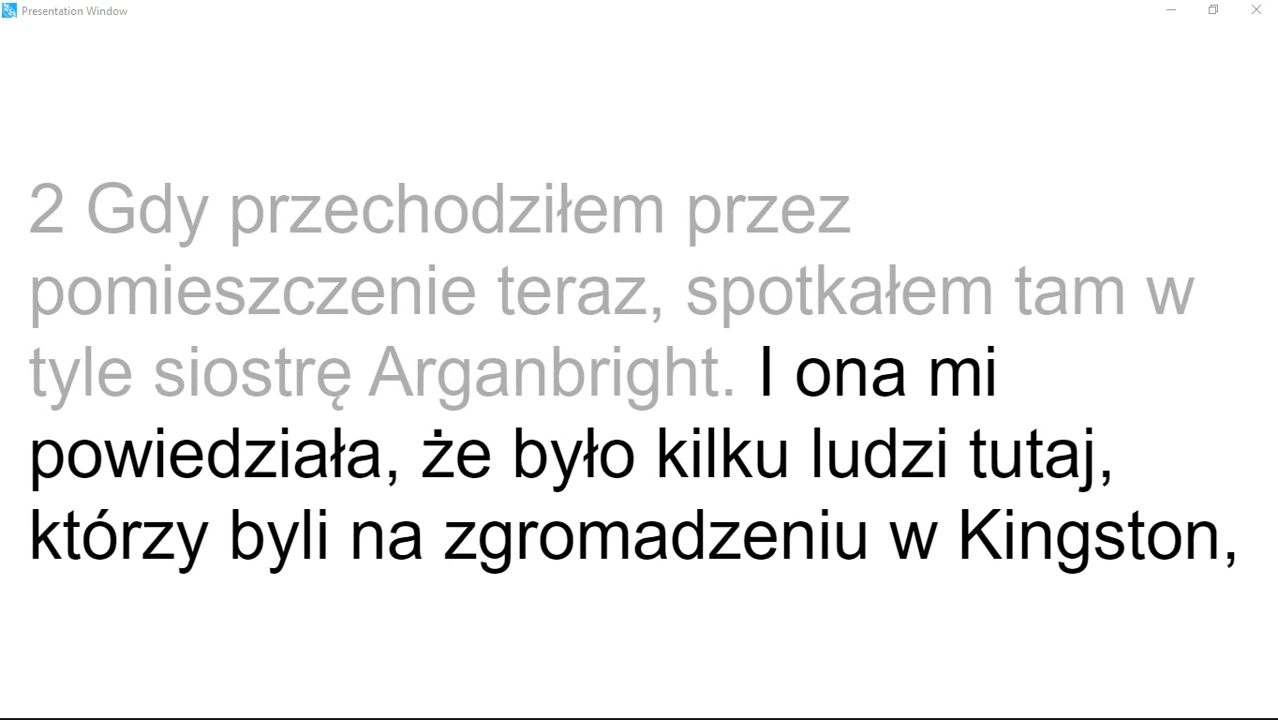 Presentation Window
2 Gdy przechodziłem przez
pomieszczenie teraz, spotkałem tam w
tyle siostrę Arganbright. I ona mi
powiedziała, że było kilku ludzi tutaj,
którzy byli na zgromadzeniu w Kingston,